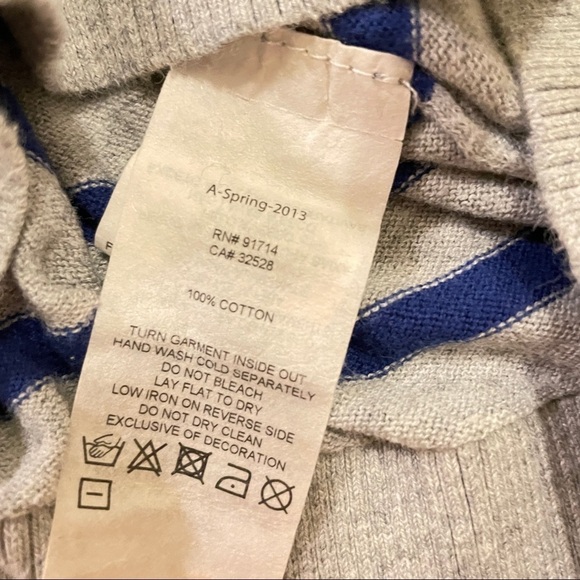 A-Spring-2013
RN# 91714
CA# 32528
100% COTTON
TURN GARMENT INSIDE OUT
HAND WASH COLD SEPARATELY
DO NOT BLEACH
LAY FLAT TO DRY
LOW IRON ON REVERSE SIDE
DO NOT DRY CLEAN
EXCLUSIVE OF DECORATION